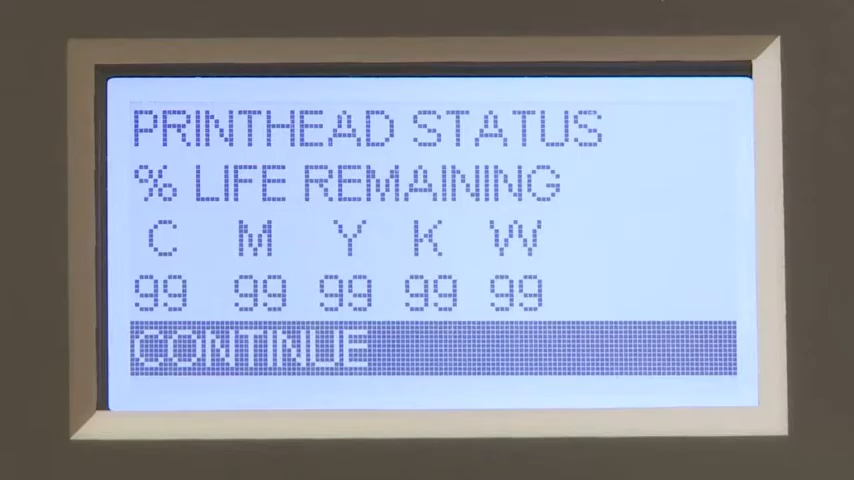 PRINTHEAD STATUS
% LIFE REMAINING
C M Y K W
99 99 99 99 99
CONTINUE